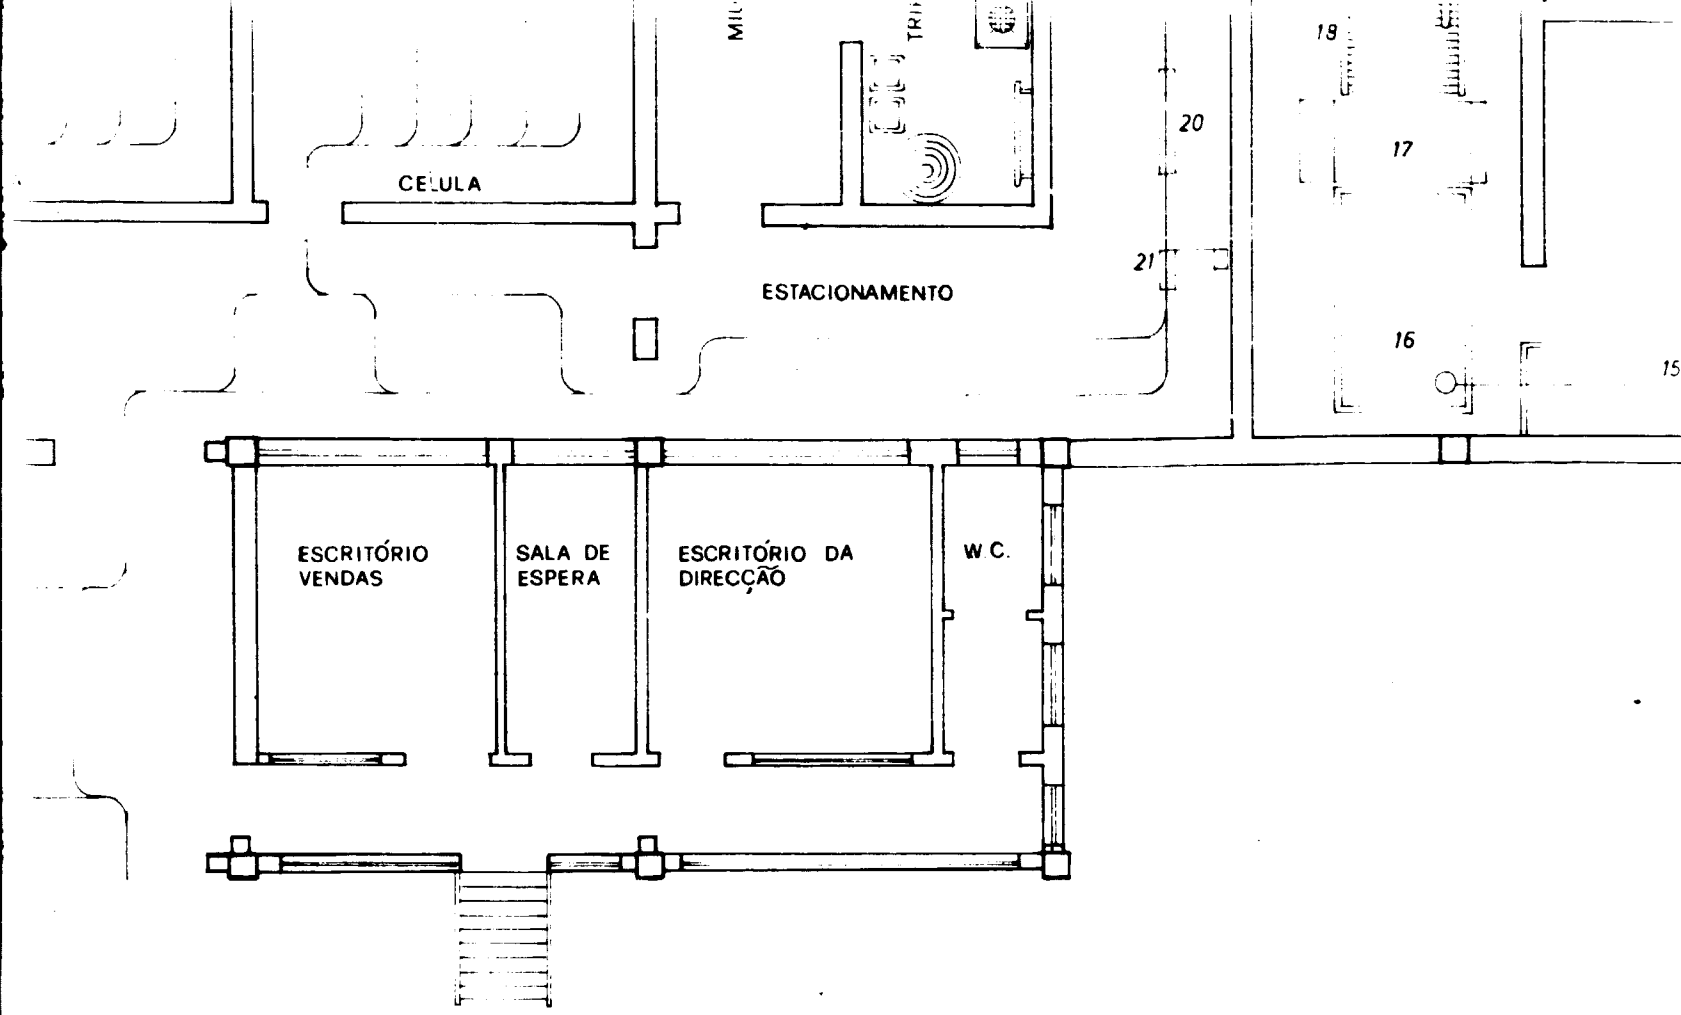 18
20
17
CELULA
21
ESTACIONAMENTO
16
15
ESCRITÓRIO
VENDAS
SALA DE
ESPERA
ESCRITÓRIO DA
DIRECÇÃO
W.C.